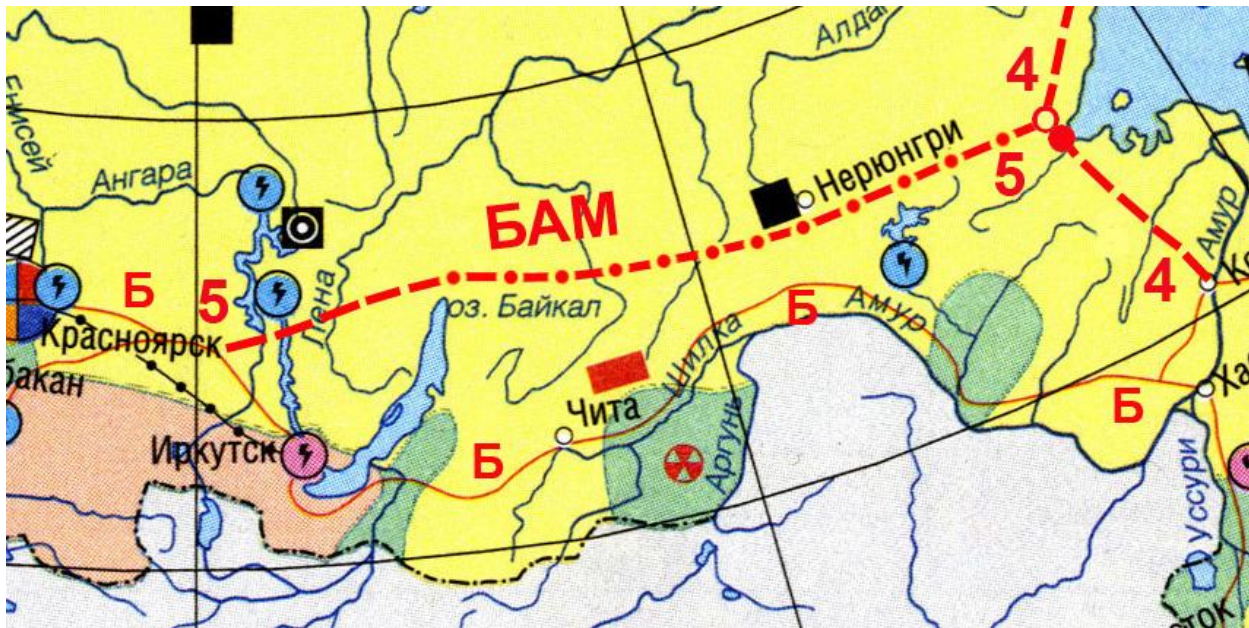 Енисей
Ангара
Алдан
4
Нерюнгри
5
БАМ
Б
5
Лена
оз. Байкал
Б
Амур
Амур
4
Красноярск
Шилка
Чита
Аргунь
Б
Б
Иркутск
Уссури